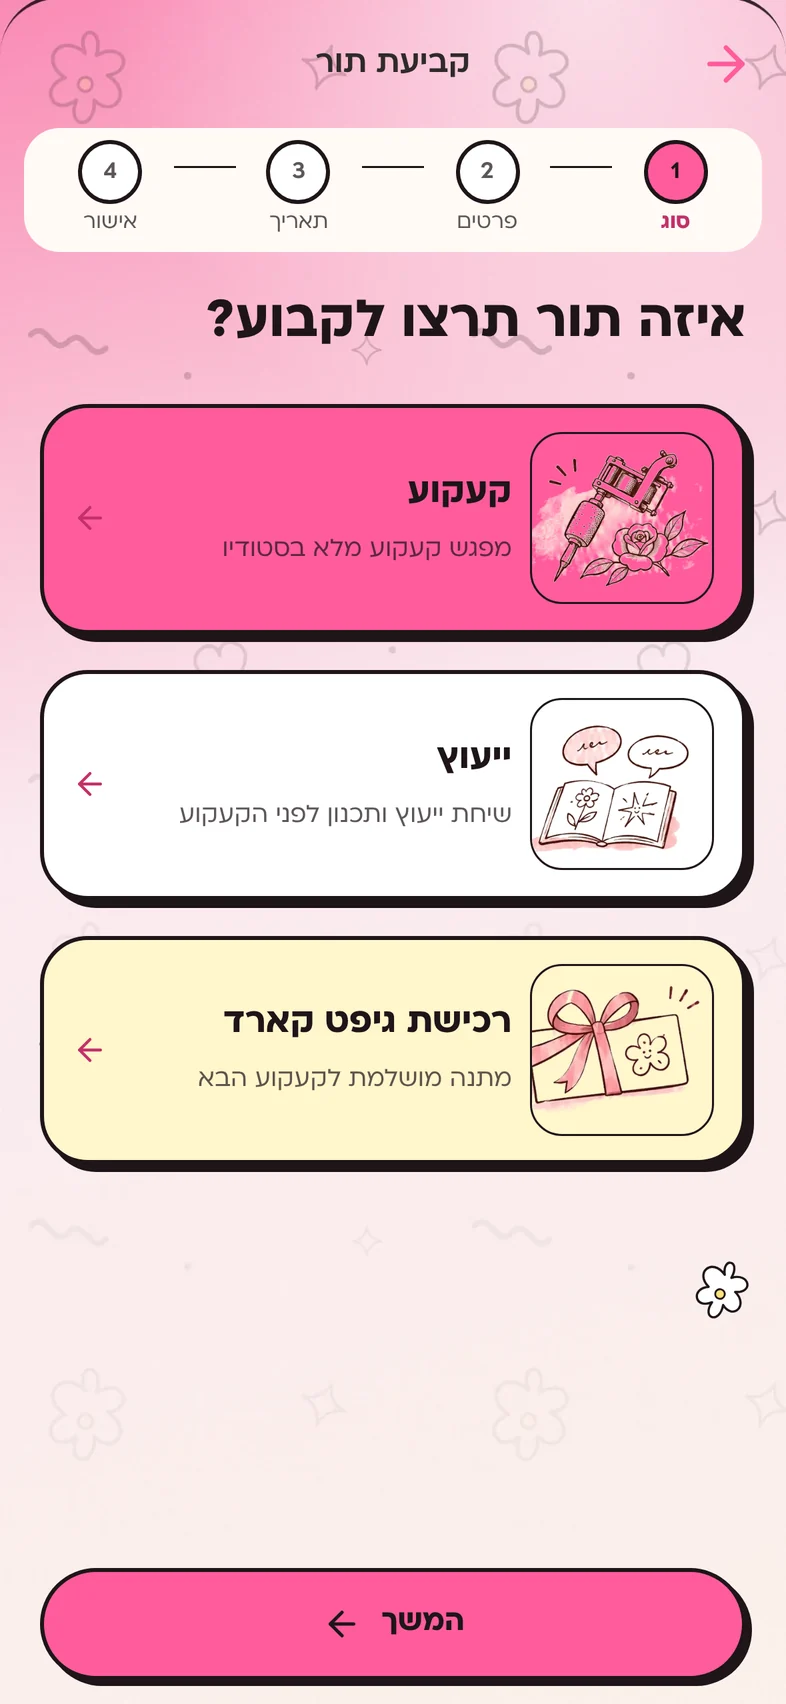 קביעת תור
1 2 3 4
סוג פרטים תאריך אישור
איזה תור תרצו לקבוע?
קעקוע
מפגש קעקוע מלא בסטודיו
ייעוץ
שיחת ייעוץ ותכנון לפני הקעקוע
רכישת גיפט קארד
מתנה מושלמת לקעקוע הבא
המשך